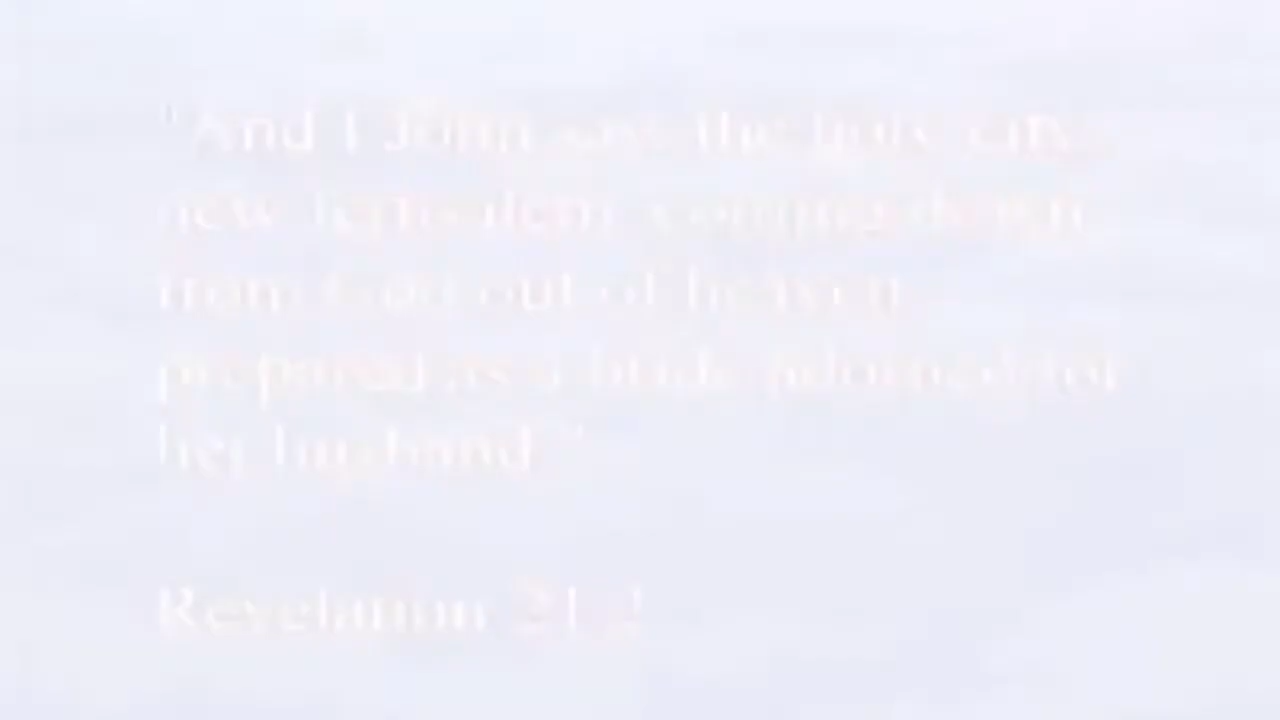 "And I John saw the holy city,
new Jerusalem, coming down
from God out of heaven,
prepared as a bride adorned for
her husband"
Revelation 21:2